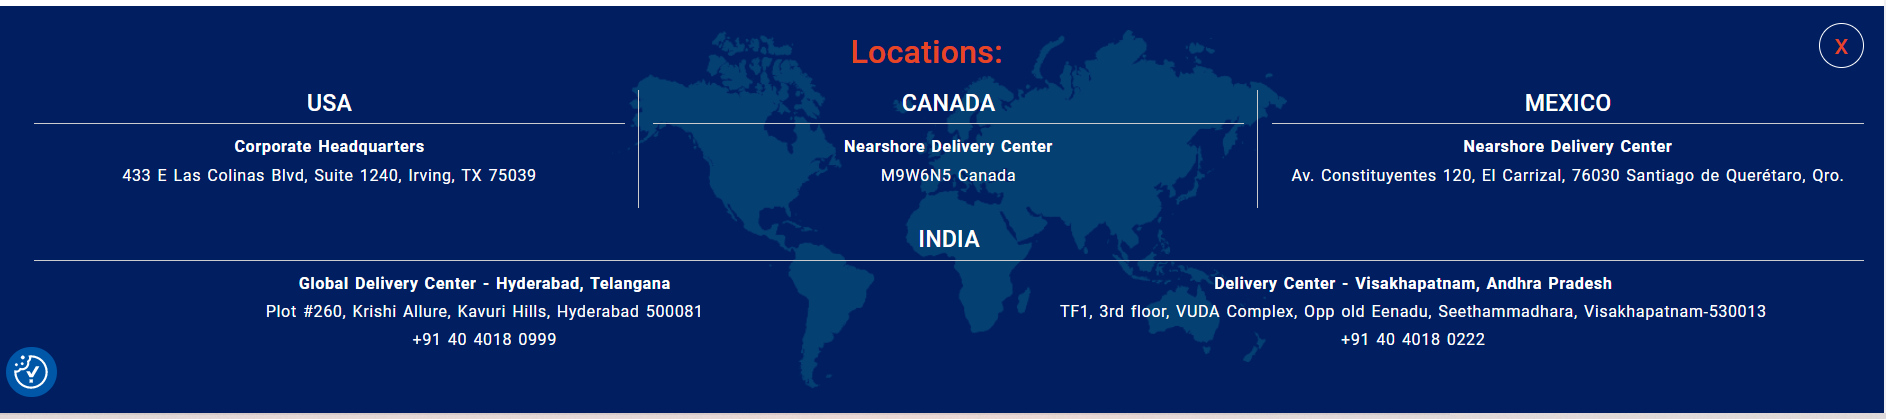 Locations:
X
USA
Corporate Headquarters
433 E Las Colinas Blvd, Suite 1240, Irving, TX 75039
CANADA
Nearshore Delivery Center
M9W6N5 Canada
MEXICO
Nearshore Delivery Center
Av. Constituyentes 120, El Carrizal, 76030 Santiago de Querétaro, Qro.
INDIA
Global Delivery Center - Hyderabad, Telangana
Plot #260, Krishi Allure, Kavuri Hills, Hyderabad 500081
+91 40 4018 0999
Delivery Center - Visakhapatnam, Andhra Pradesh
TF1, 3rd floor, VUDA Complex, Opp old Eenadu, Seethammadhara, Visakhapatnam-530013
+91 40 4018 0222